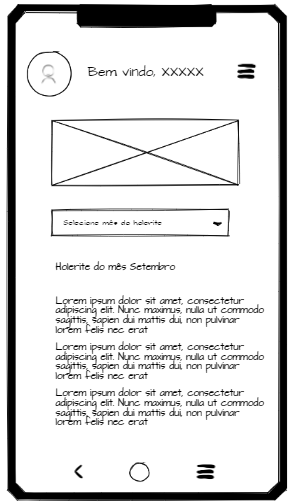 Bem vindo, XXXXX
Selecione mês do holerite
Holerite do mês Setembro
Lorem ipsum dolor sit amet, consectetur
adipiscing elit. Nunc maximus, nulla ut commodo
sagittis, sapien dui mattis dui, non pulvinar
lorem felis nec erat
Lorem ipsum dolor sit amet, consectetur
adipiscing elit. Nunc maximus, nulla ut commodo
sagittis, sapien dui mattis dui, non pulvinar
lorem felis nec erat
Lorem ipsum dolor sit amet, consectetur
adipiscing elit. Nunc maximus, nulla ut commodo
sagittis, sapien dui mattis dui, non pulvinar
lorem felis nec erat